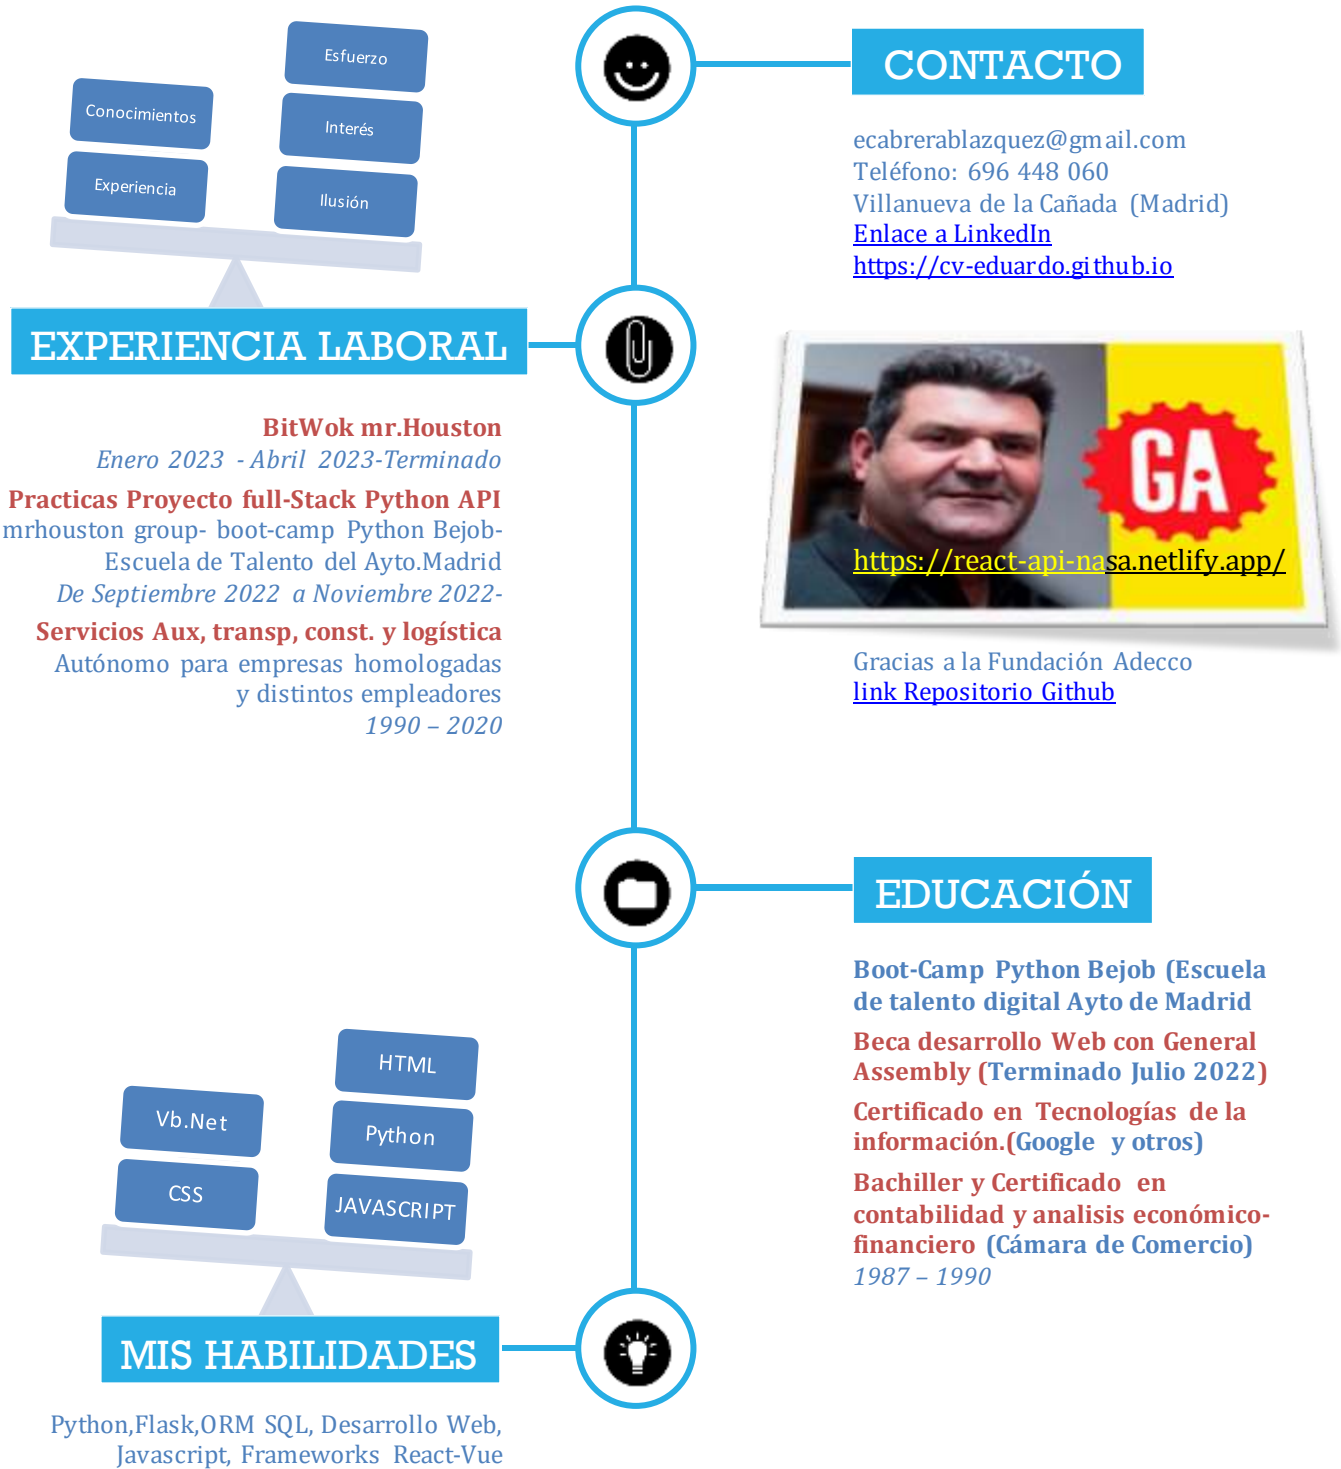 Esfuerzo
Conocimientos
Interés
Experiencia
Ilusión
CONTACTO
ecabrerablazquez@gmail.com
Teléfono: 696 448 060
Villanueva de la Cañada (Madrid)
Enlace a LinkedIn
https://cv-eduardo.github.io
EXPERIENCIA LABORAL
BitWok mr.Houston
Enero 2023 - Abril 2023-Terminado
Practicas Proyecto full-Stack Python API
mrhouston group- boot-camp Python Bejob-
Escuela de Talento del Ayto.Madrid
De Septiembre 2022 a Noviembre 2022-
Servicios Aux, transp, const. y logística
Autónomo para empresas homologadas
y distintos empleadores
1990 – 2020
GA
https://react-api-nasa.netlify.app/
Gracias a la Fundación Adecco
link Repositorio Github
EDUCACIÓN
Boot-Camp Python Bejob (Escuela
de talento digital Ayto de Madrid
Beca desarrollo Web con General
Assembly (Terminado Julio 2022)
Certificado en Tecnologías de la
información.(Google y otros)
Bachiller y Certificado en
contabilidad y analisis económico-
financiero (Cámara de Comercio)
1987 – 1990
HTML
Vb.Net
Python
CSS
JAVASCRIPT
MIS HABILIDADES
Python,Flask,ORM SQL, Desarrollo Web,
Javascript, Frameworks React-Vue